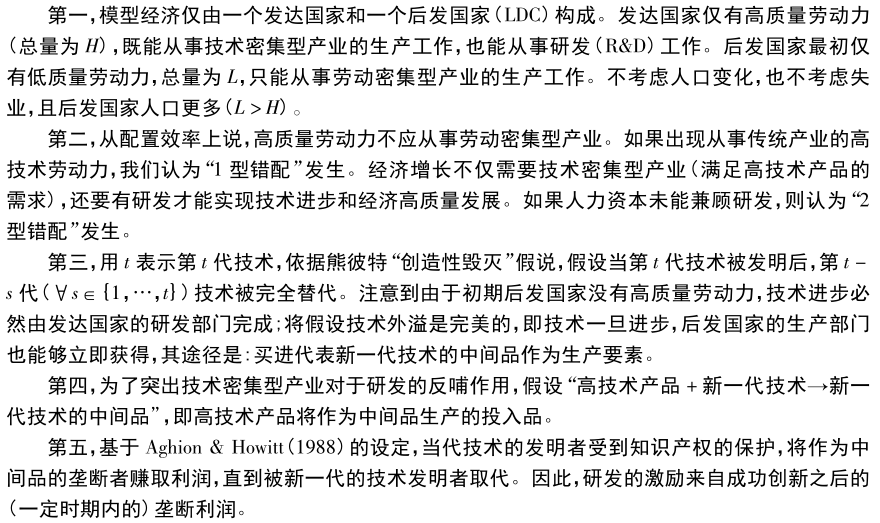 第一,模型经济仅由一个发达国家和一个后发国家(LDC)构成。发达国家仅有高质量劳动力
(总量为 H),既能从事技术密集型产业的生产工作,也能从事研发(R&D)工作。后发国家最初仅
有低质量劳动力,总量为 L,只能从事劳动密集型产业的生产工作。不考虑人口变化,也不考虑失
业,且后发国家人口更多(L > H)。
第二,从配置效率上说,高质量劳动力不应从事劳动密集型产业。如果出现从事传统产业的高
技术劳动力,我们认为“1 型错配”发生。经济增长不仅需要技术密集型产业(满足高技术产品的
需求),还要有研发才能实现技术进步和经济高质量发展。如果人力资本未能兼顾研发,则认为“2
型错配”发生。
第三,用 t 表示第 t 代技术,依据熊彼特“创造性毁灭”假说,假设当第 t 代技术被发明后,第 t −
s 代(∀ s ∈ {1,⋯,t})技术被完全替代。注意到由于初期后发国家没有高质量劳动力,技术进步必
然由发达国家的研发部门完成;将假设技术外溢是完美的,即技术一旦进步,后发国家的生产部门
也能够立即获得,其途径是:买进代表新一代技术的中间品作为生产要素。
第四,为了突出技术密集型产业对于研发的反哺作用,假设“高技术产品 + 新一代技术→新一
代技术的中间品”,即高技术产品将作为中间品生产的投入品。
第五,基于 Aghion & Howitt(1988)的设定,当代技术的发明者受到知识产权的保护,将作为中
间品的垄断者赚取利润,直到被新一代的技术发明者取代。因此,研发的激励来自成功创新之后的
(一定时期内的)垄断利润。